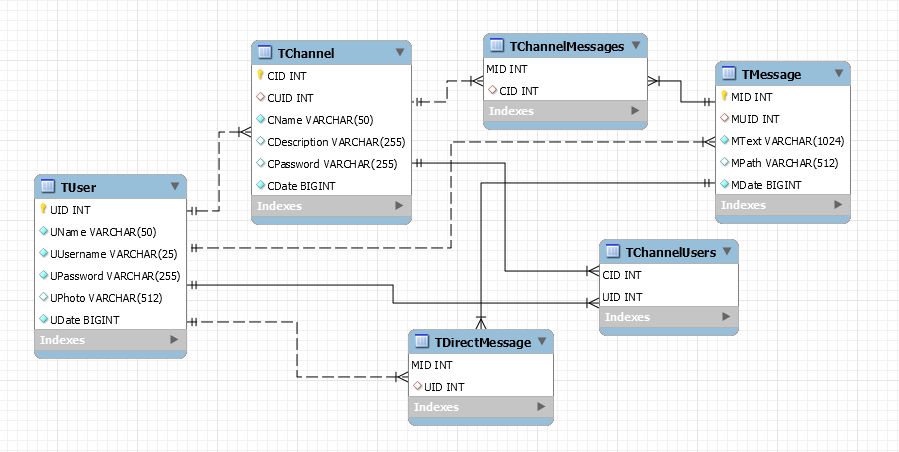 TChannel
CID INT
CUID INT
CName VARCHAR(50)
CDescription VARCHAR(255)
CPassword VARCHAR(255)
CDate BIGINT
Indexes
TChannelMessages
MID INT
CID INT
Indexes
TMessage
MID INT
MUID INT
MText VARCHAR(1024)
MPath VARCHAR(512)
MDate BIGINT
Indexes
TUser
UID INT
UName VARCHAR(50)
UUsername VARCHAR(25)
UPassword VARCHAR(255)
UPhoto VARCHAR(512)
UDate BIGINT
Indexes
TChannelUsers
CID INT
UID INT
Indexes
TDirectMessage
MID INT
UID INT
Indexes